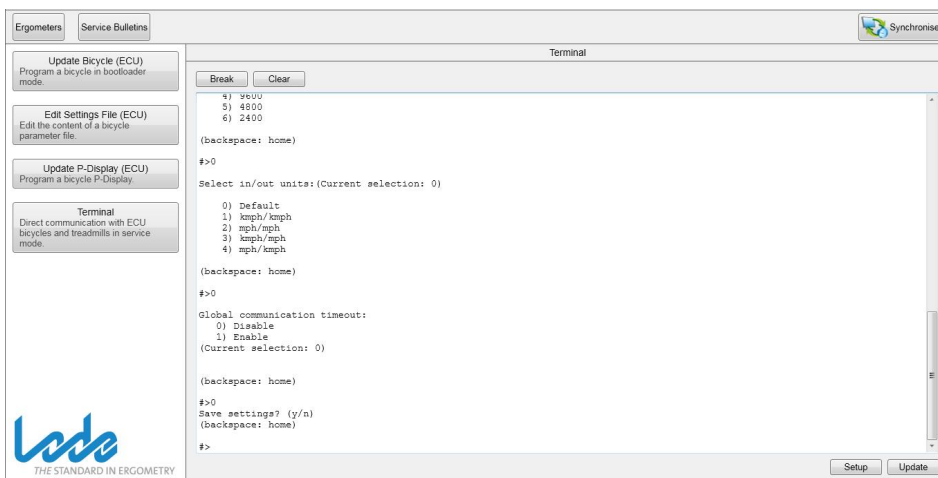 Ergometers
Service Bulletins
Synchronise
Update Bicycle (ECU)
Program a bicycle in bootloader
mode.
Edit Settings File (ECU)
Edit the content of a bicycle
parameter file.
Update P-Display (ECU)
Program a bicycle P-Display.
Terminal
Direct communication with ECU
bicycles and treadmills in service
mode.
Lode
THE STANDARD IN ERGOMETRY
Terminal
Break
Clear
4) 9600
5) 4800
6) 2400
(backspace: home)
#>0
Select in/out units:(Current selection: 0)
0) Default
1) kmph/kmph
2) mph/mph
3) kmph/mph
4) mph/kmph
(backspace: home)
#>0
Global communication timeout:
0) Disable
1) Enable
(Current selection: 0)
(backspace: home)
#>0
Save settings? (y/n)
(backspace: home)
#>
Setup
Update